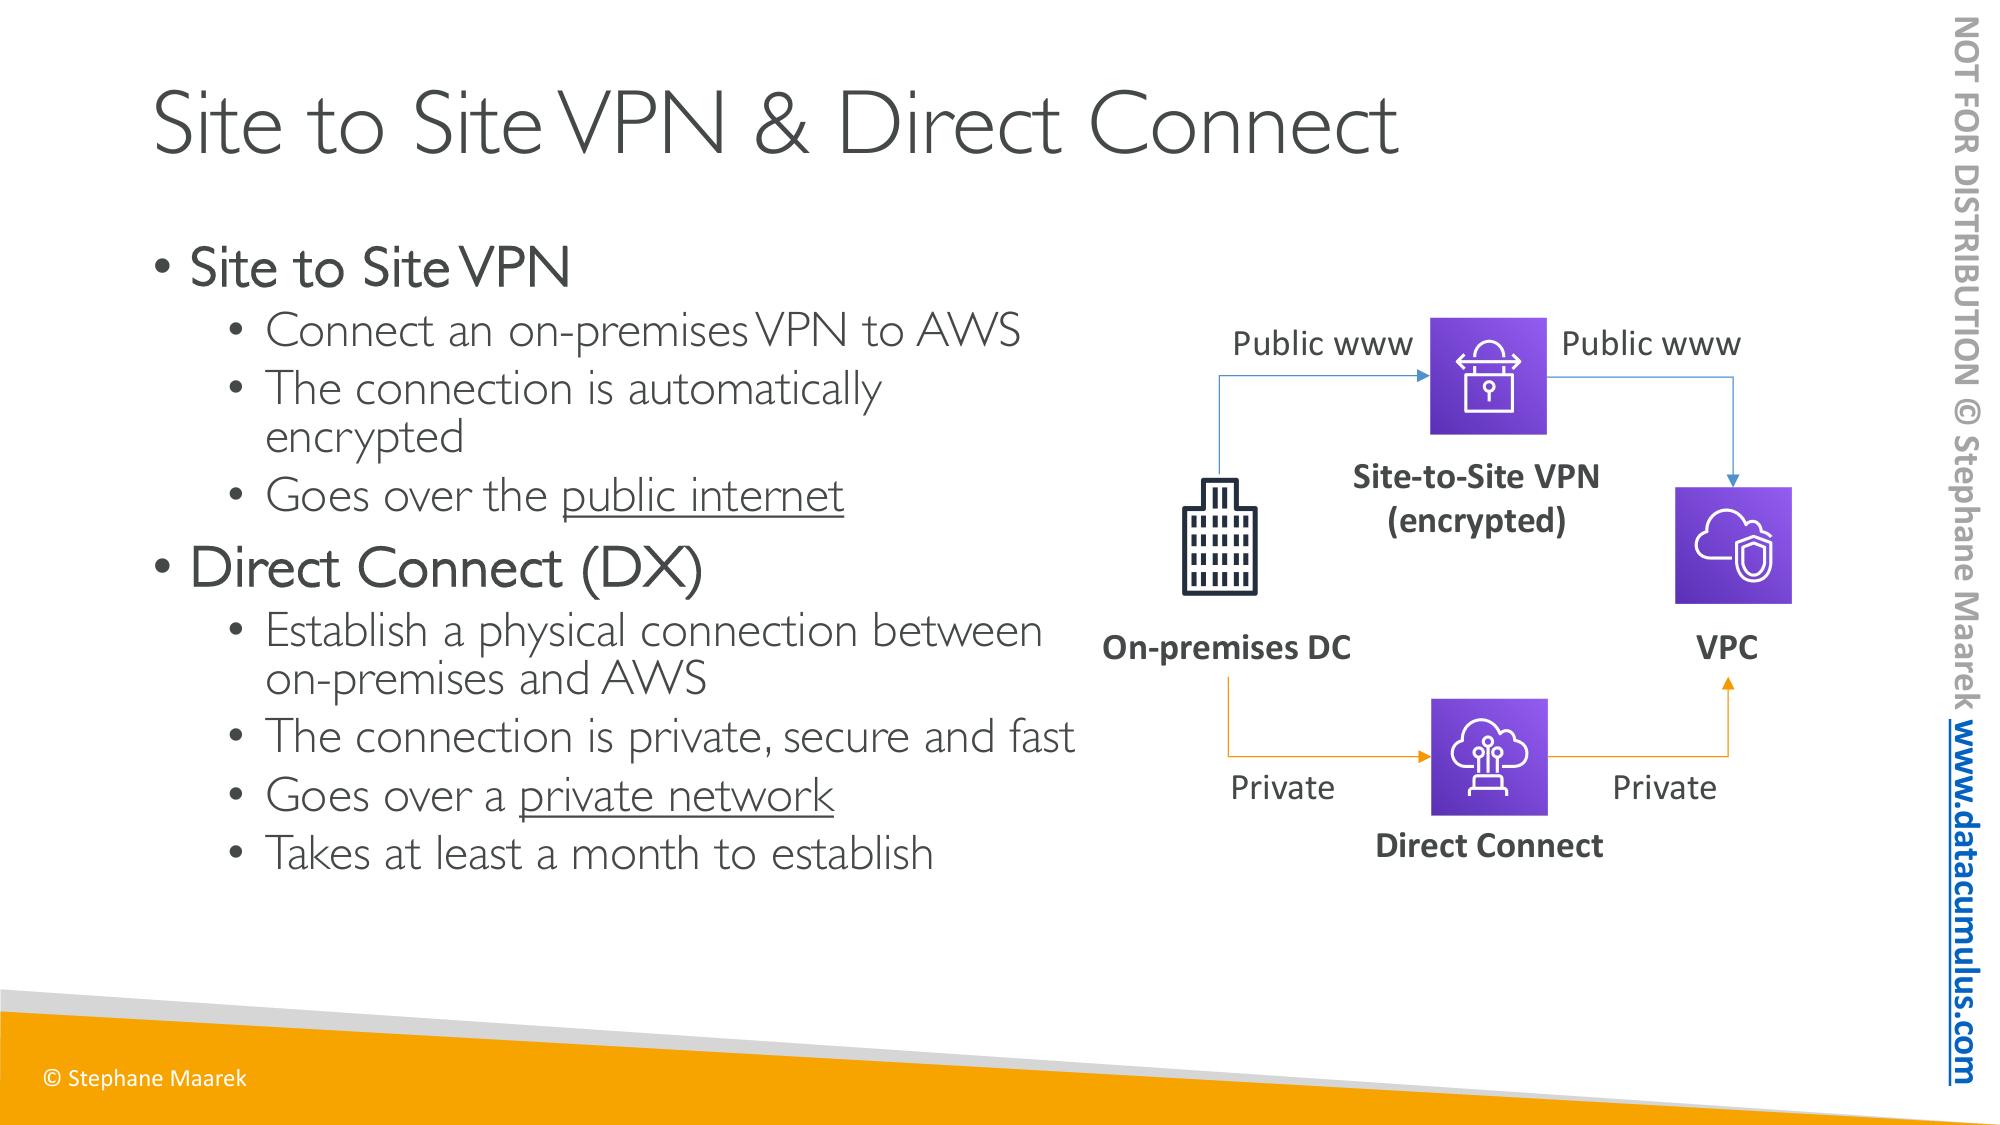 Site to Site VPN & Direct Connect
• Site to Site VPN
• Connect an on-premises VPN to AWS
• The connection is automatically
encrypted
• Goes over the public internet
• Direct Connect (DX)
• Establish a physical connection between
on-premises and AWS
• The connection is private, secure and fast
• Goes over a private network
• Takes at least a month to establish
Public www
Public www
Site-to-Site VPN
(encrypted)
On-premises DC
VPC
Private
Private
Direct Connect
NOT FOR DISTRIBUTION © Stephane Maarek www.datacumulus.com
© Stephane Maarek